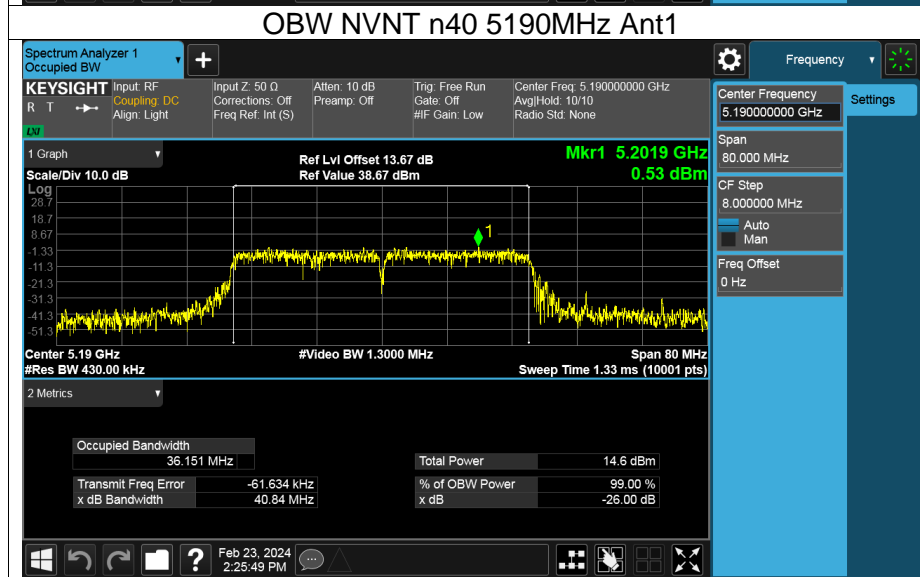 OBW NVNT n40 5190MHz Ant1
Spectrum Analyzer 1
Occupied BW
+
Frequency
KEYSIGHT
R T
LXI
Input: RF
Coupling: DC
Align: Light
Input Z: 50 Ω
Corrections: Off
Freq Ref: Int (S)
Atten: 10 dB
Preamp: Off
Trig: Free Run
Gate: Off
#IF Gain: Low
Center Freq: 5.190000000 GHz
Avg|Hold: 10/10
Radio Std: None
Center Frequency
5.190000000 GHz
Settings
Span
80.000 MHz
CF Step
8.000000 MHz
Auto
Man
Freq Offset
0 Hz
1 Graph
Scale/Div 10.0 dB
Ref Lvl Offset 13.67 dB
Ref Value 38.67 dBm
Mkr1 5.2019 GHz
0.53 dBm
Log
28.7
18.7
8.67
-1.33
-11.3
-21.3
-31.3
-41.3
-51.3
1
Center 5.19 GHz
#Res BW 430.00 kHz
#Video BW 1.3000 MHz
Span 80 MHz
Sweep Time 1.33 ms (10001 pts)
2 Metrics
Occupied Bandwidth
36.151 MHz
Total Power 14.6 dBm
Transmit Freq Error -61.634 kHz
% of OBW Power 99.00 %
x dB Bandwidth 40.84 MHz
x dB -26.00 dB
?
Feb 23, 2024
2:25:49 PM